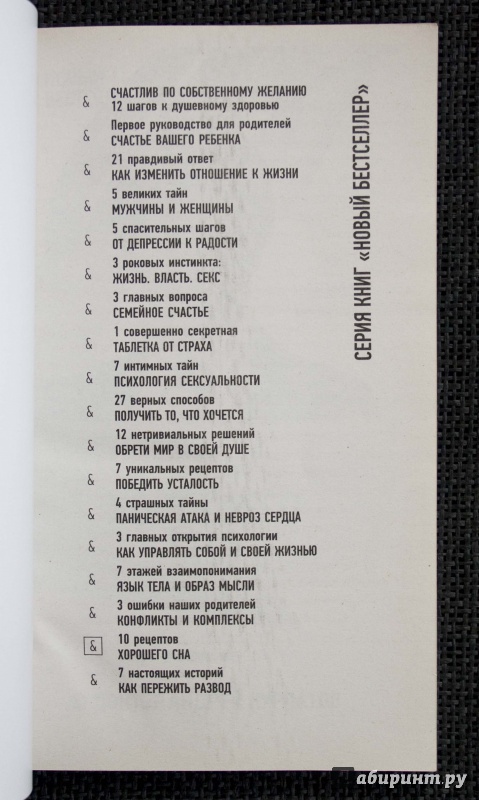 & СЧАСТЛИВ ПО СОБСТВЕННОМУ ЖЕЛАНИЮ
12 шагов к душевному здоровью
& Первое руководство для родителей
СЧАСТЬЕ ВАШЕГО РЕБЕНКА
& 21 правдивый ответ
КАК ИЗМЕНИТЬ ОТНОШЕНИЕ К ЖИЗНИ
& 5 великих тайн
МУЖЧИНЫ И ЖЕНЩИНЫ
& 5 спасительных шагов
ОТ ДЕПРЕССИИ К РАДОСТИ
& 3 роковых инстинкта:
ЖИЗНЬ. ВЛАСТЬ. СЕКС
& 3 главных вопроса
СЕМЕЙНОЕ СЧАСТЬЕ
& 1 совершенно секретная
ТАБЛЕТКА ОТ СТРАХА
& 7 интимных тайн
ПСИХОЛОГИЯ СЕКСУАЛЬНОСТИ
& 27 верных способов
ПОЛУЧИТЬ ТО, ЧТО ХОЧЕТСЯ
& 12 нетривиальных решений
ОБРЕТИ МИР В СВОЕЙ ДУШЕ
& 7 уникальных рецептов
ПОБЕДИТЬ УСТАЛОСТЬ
& 4 страшных тайны
ПАНИЧЕСКАЯ АТАКА И НЕВРОЗ СЕРДЦА
& 3 главных открытия психологии
КАК УПРАВЛЯТЬ СОБОЙ И СВОЕЙ ЖИЗНЬЮ
& 7 этажей взаимопонимания
ЯЗЫК ТЕЛА И ОБРАЗ МЫСЛИ
& 3 ошибки наших родителей
КОНФЛИКТЫ И КОМПЛЕКСЫ
& 10 рецептов
ХОРОШЕГО СНА
& 7 настоящих историй
КАК ПЕРЕЖИТЬ РАЗВОД
СЕРИЯ КНИГ «НОВЫЙ БЕСТСЕЛЛЕР»
абиринт.ру